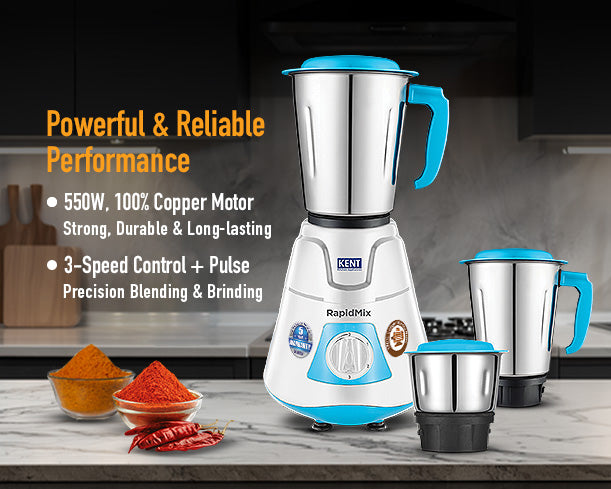 Powerful & Reliable
Performance
• 550W, 100% Copper Motor
Strong, Durable & Long-lasting
• 3-Speed Control + Pulse
Precision Blending & Brinding
KENT
RapidMix
5